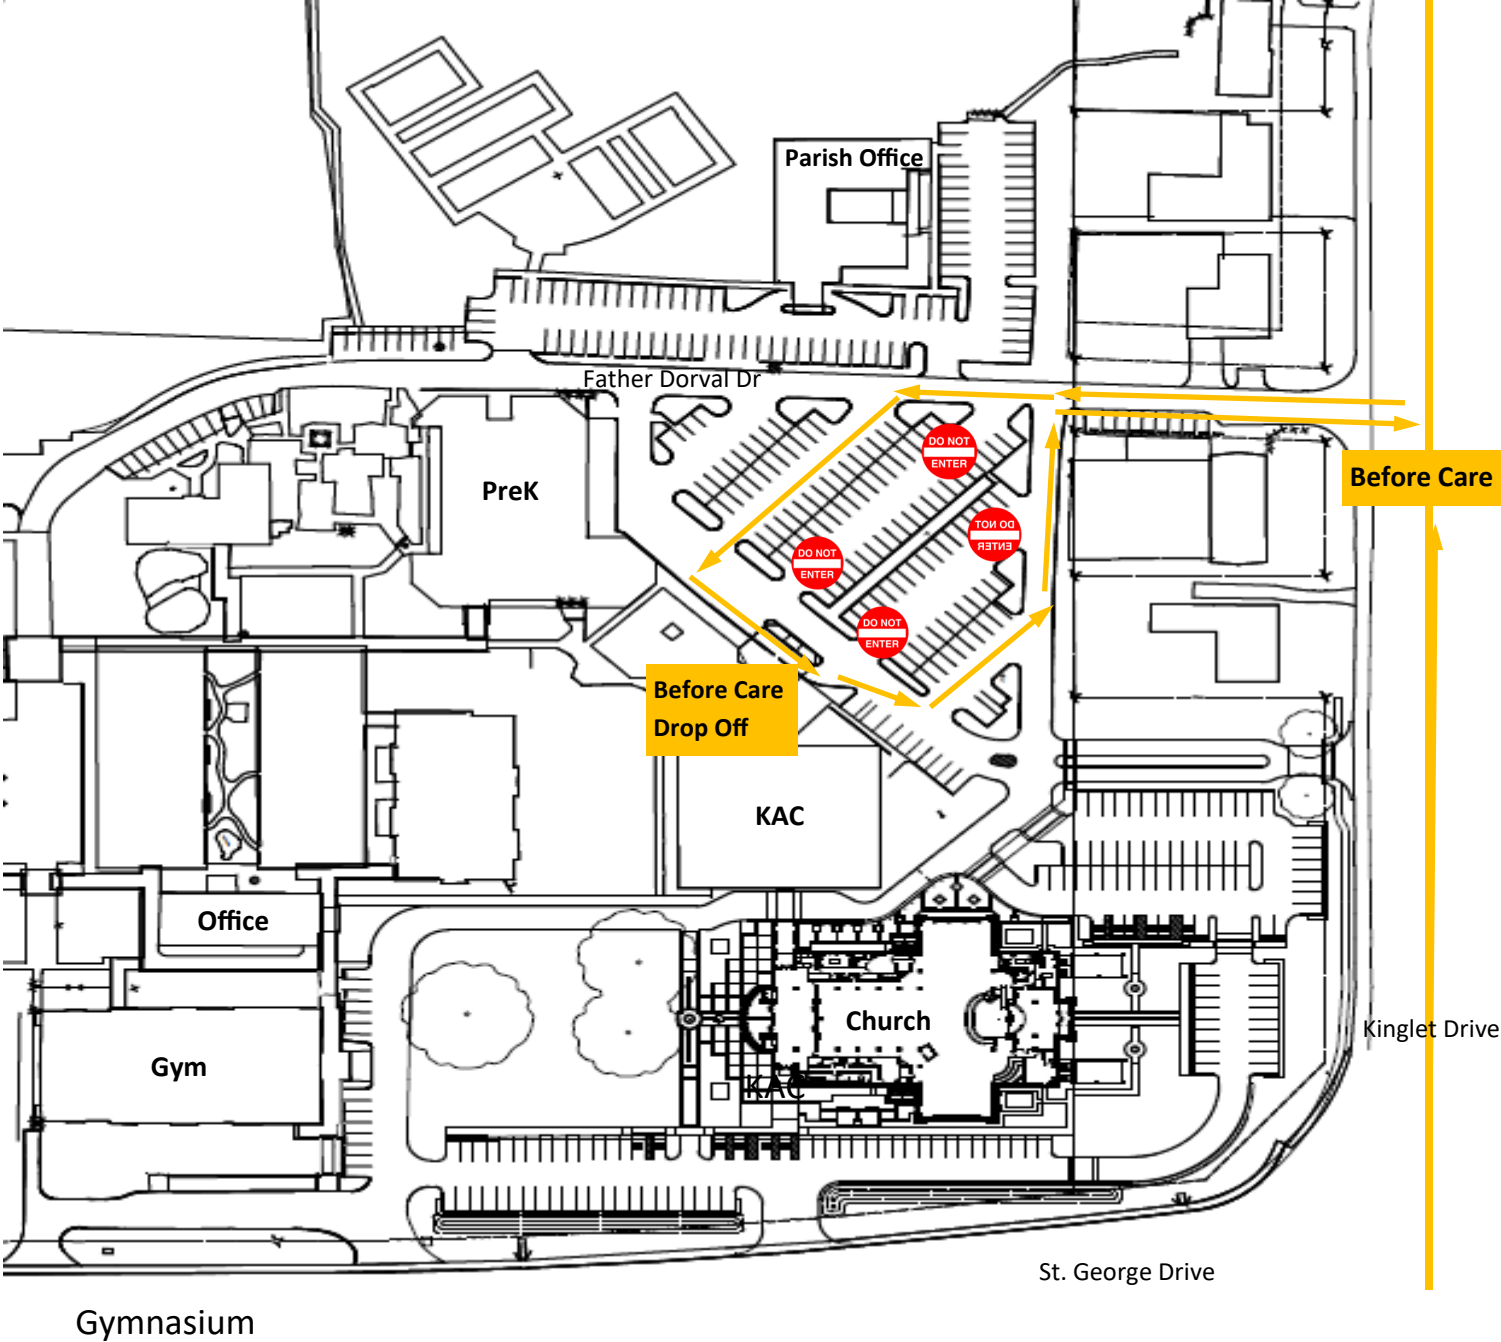 Parish Office
Father Dorval Dr
DO NOT
ENTER
Before Care
PreK
DO NOT
ENTER
DO NOT
ENTER
DO NOT
ENTER
Before Care
Drop Off
KAC
Office
Church
Kinglet Drive
Gym
KAC
St. George Drive
Gymnasium